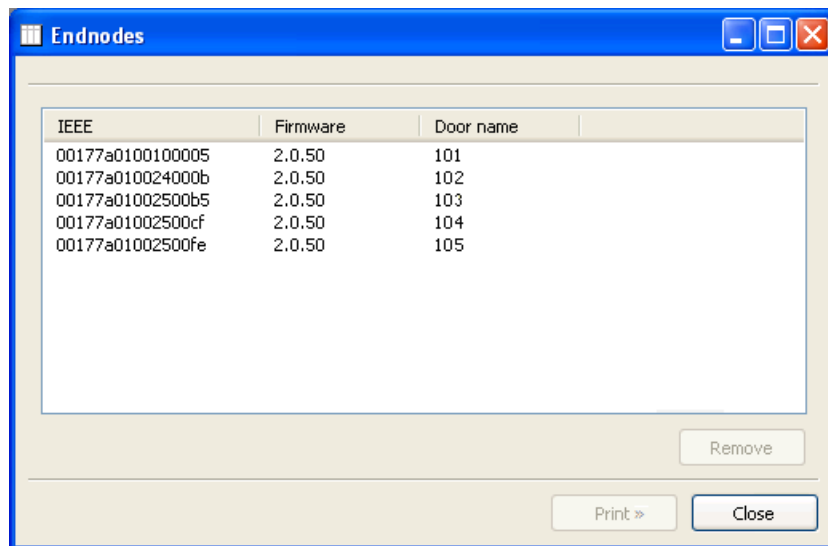 Endnodes
IEEE Firmware Door name
00177a0100100005 2.0.50 101
00177a010024000b 2.0.50 102
00177a01002500b5 2.0.50 103
00177a01002500cf 2.0.50 104
00177a01002500fe 2.0.50 105
Remove
Print » Close